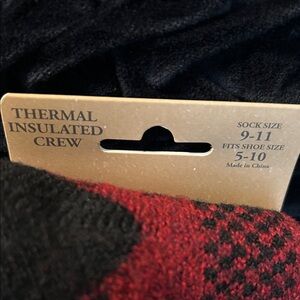 THERMAL
INSULATED
CREW
SOCK SIZE
9-11
FITS SHOE SIZE
5-10
Made in China